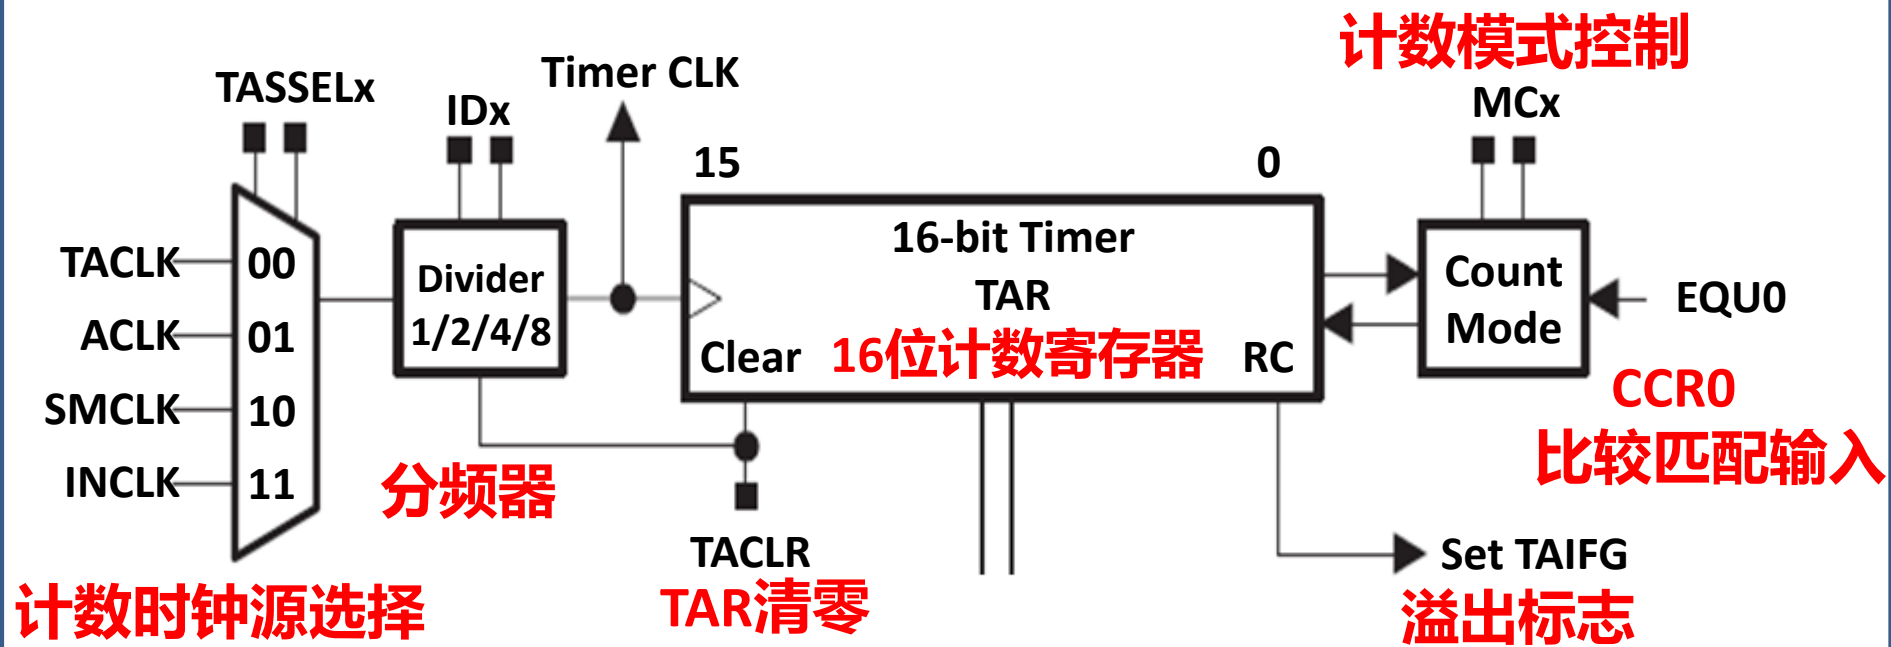 计数模式控制
TASSELx
IDx
Timer CLK
MCx
15
0
TACLK
00
ACLK
01
SMCLK
10
INCLK
11
Divider
1/2/4/8
16-bit Timer
TAR
16位计数寄存器
Clear
RC
Count
Mode
EQU0
CCR0
比较匹配输入
分频器
TACLR
TAR清零
Set TAIFG
溢出标志
计数时钟源选择